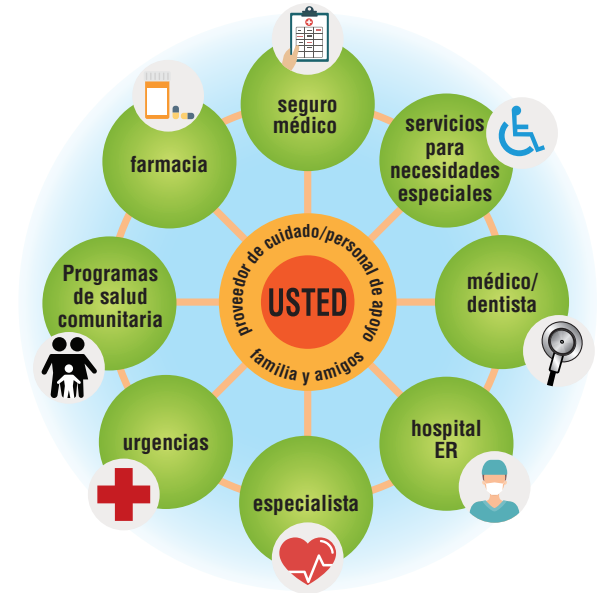 seguro
médico
servicios
para
necesidades
especiales
médico/
dentista
hospital
ER
especialista
urgencias
Programas
de salud
comunitaria
farmacia
proveedor de cuidado/personal de apoyo
USTED
familia y amigos